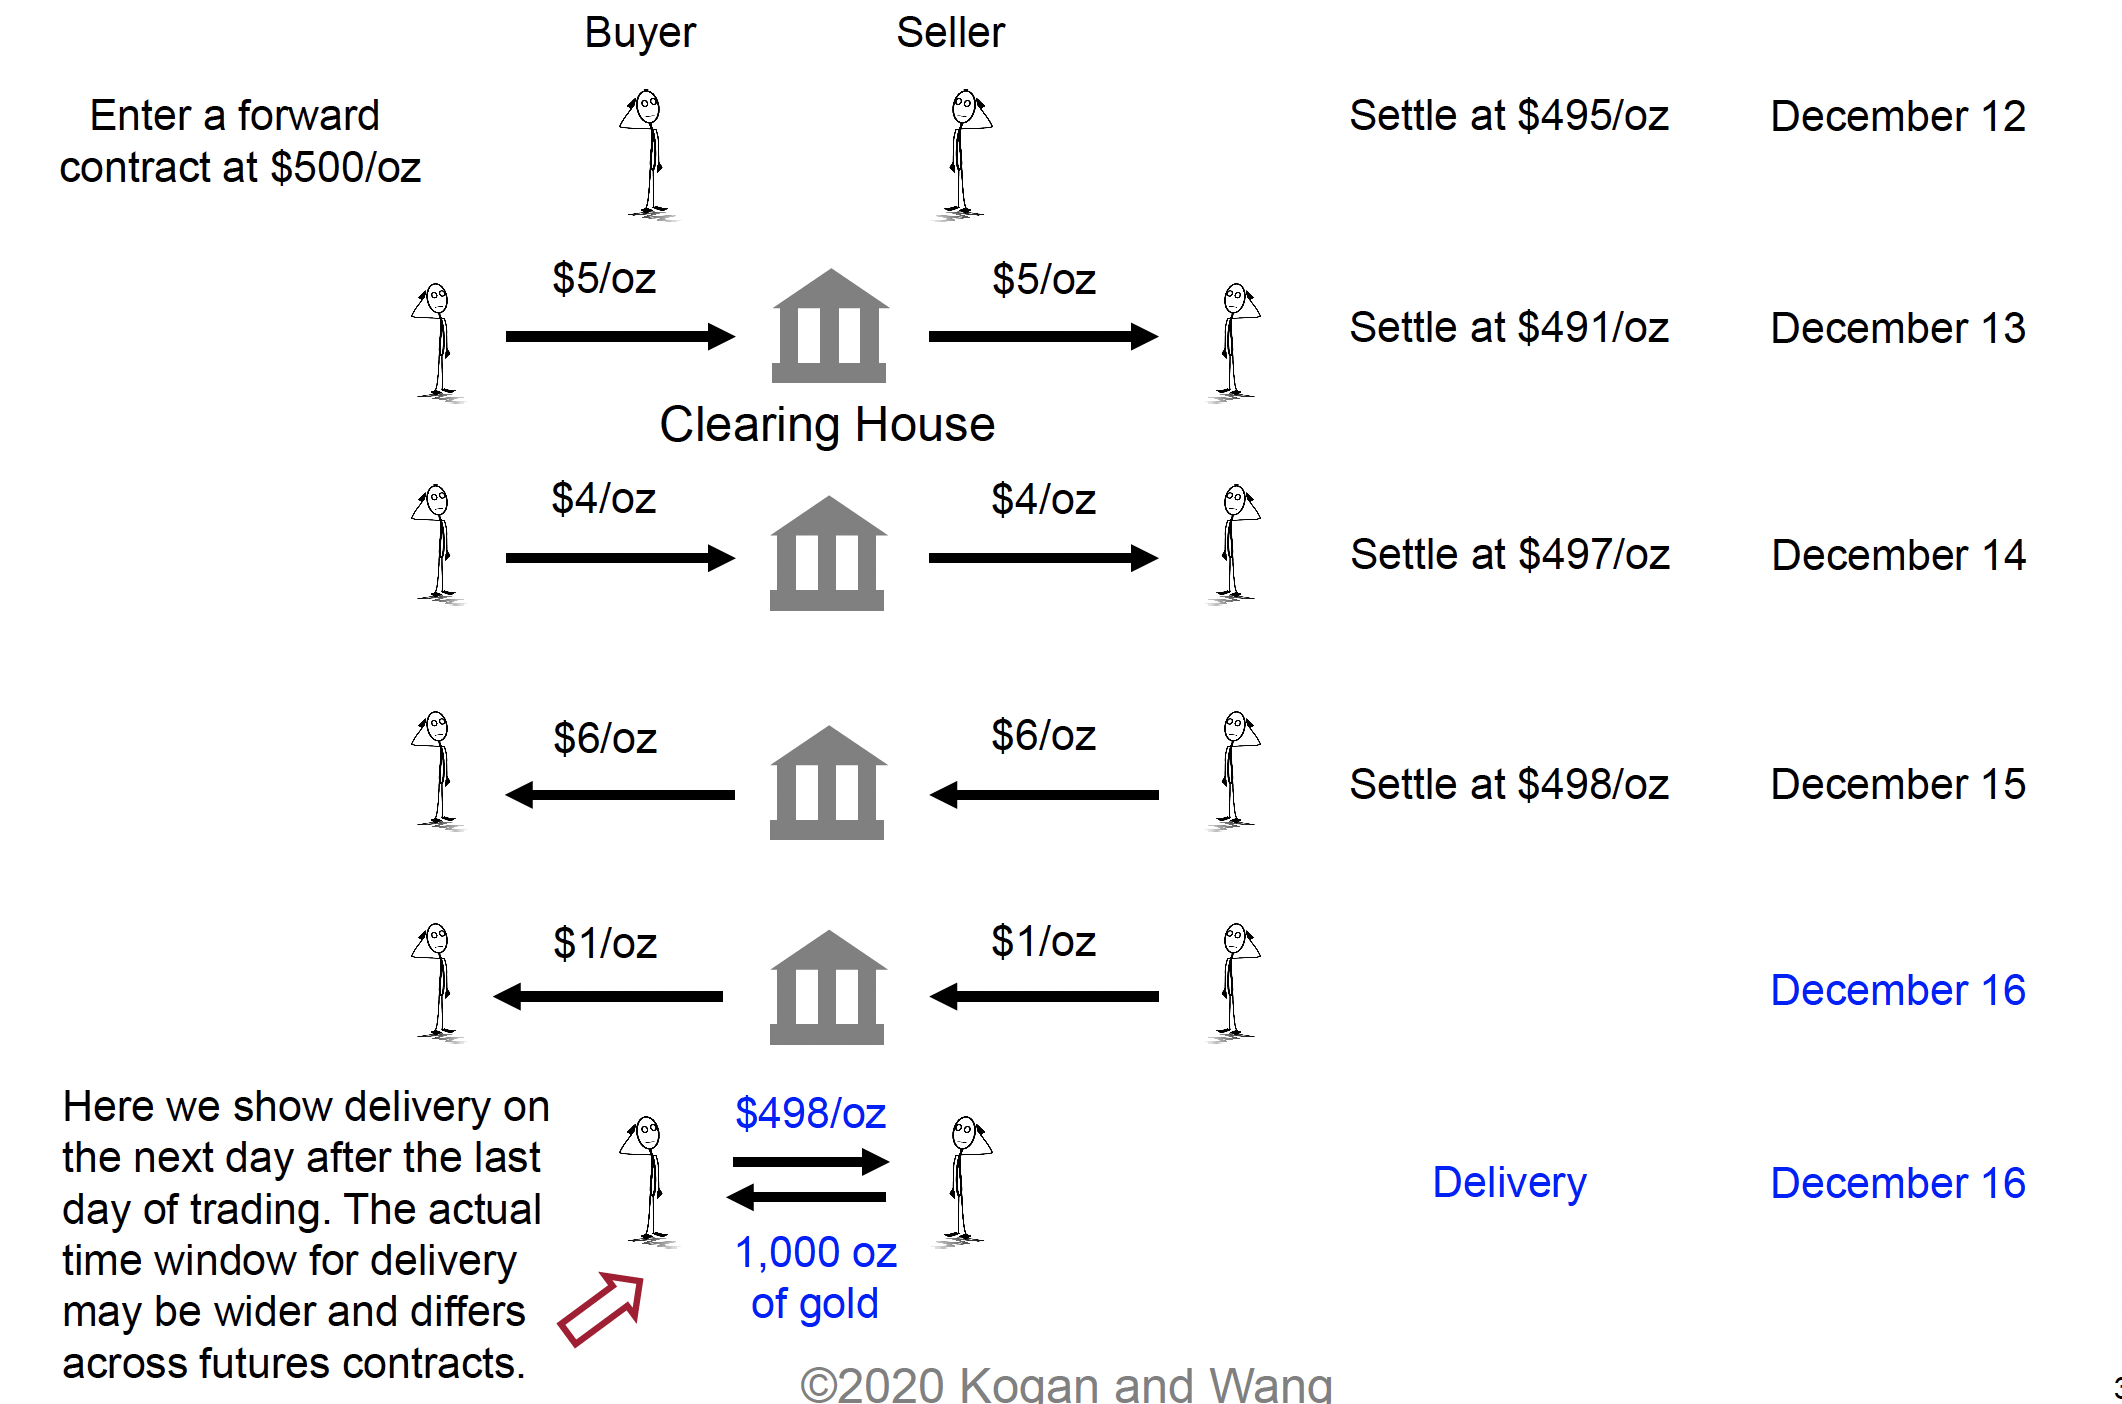 Buyer Seller
Enter a forward
contract at $500/oz
Settle at $495/oz December 12
$5/oz $5/oz
Settle at $491/oz December 13
Clearing House
$4/oz $4/oz
Settle at $497/oz December 14
$6/oz $6/oz
Settle at $498/oz December 15
$1/oz $1/oz
December 16
Here we show delivery on
the next day after the last
day of trading. The actual
time window for delivery
may be wider and differs
across futures contracts.
$498/oz
1,000 oz
of gold
Delivery December 16
©2020 Kogan and Wang